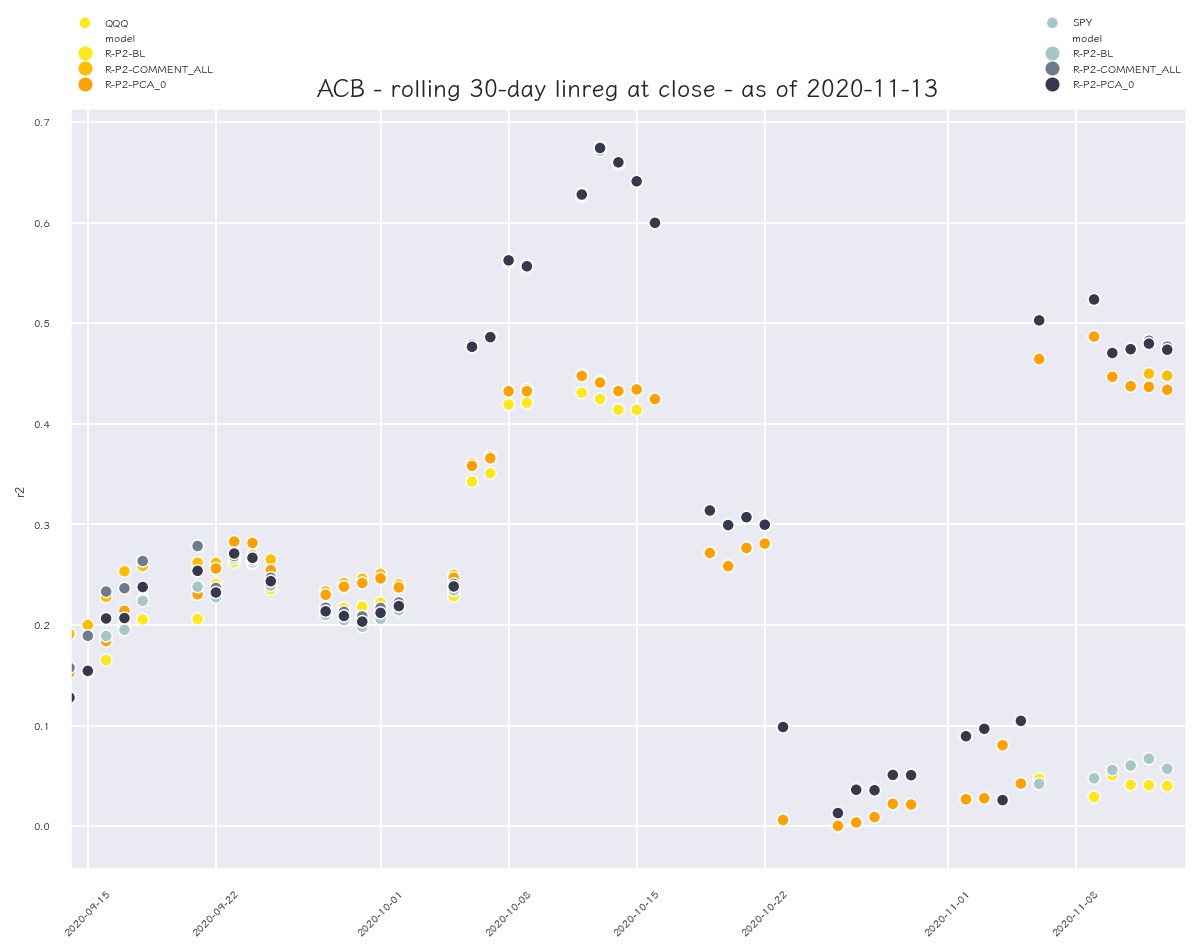 QQQ
model
R-P2-BL
R-P2-COMMENT_ALL
R-P2-PCA_0
SPY
model
R-P2-BL
R-P2-COMMENT_ALL
R-P2-PCA_0
ACB - rolling 30-day linreg at close - as of 2020-11-13
0.7
0.6
0.5
0.4
0.3
0.2
0.1
0.0
r2
2020-09-15
2020-09-22
2020-10-01
2020-10-08
2020-10-15
2020-10-22
2020-11-01
2020-11-08